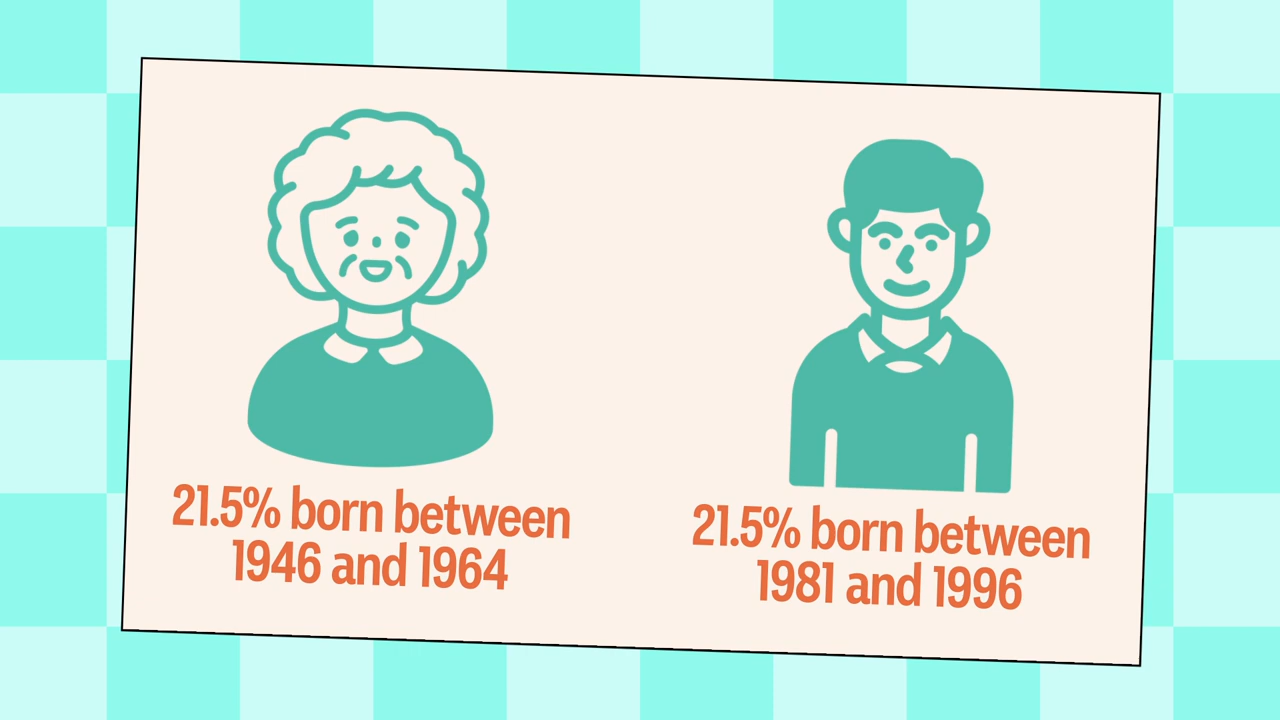 21.5% born between
1946 and 1964
21.5% born between
1981 and 1996